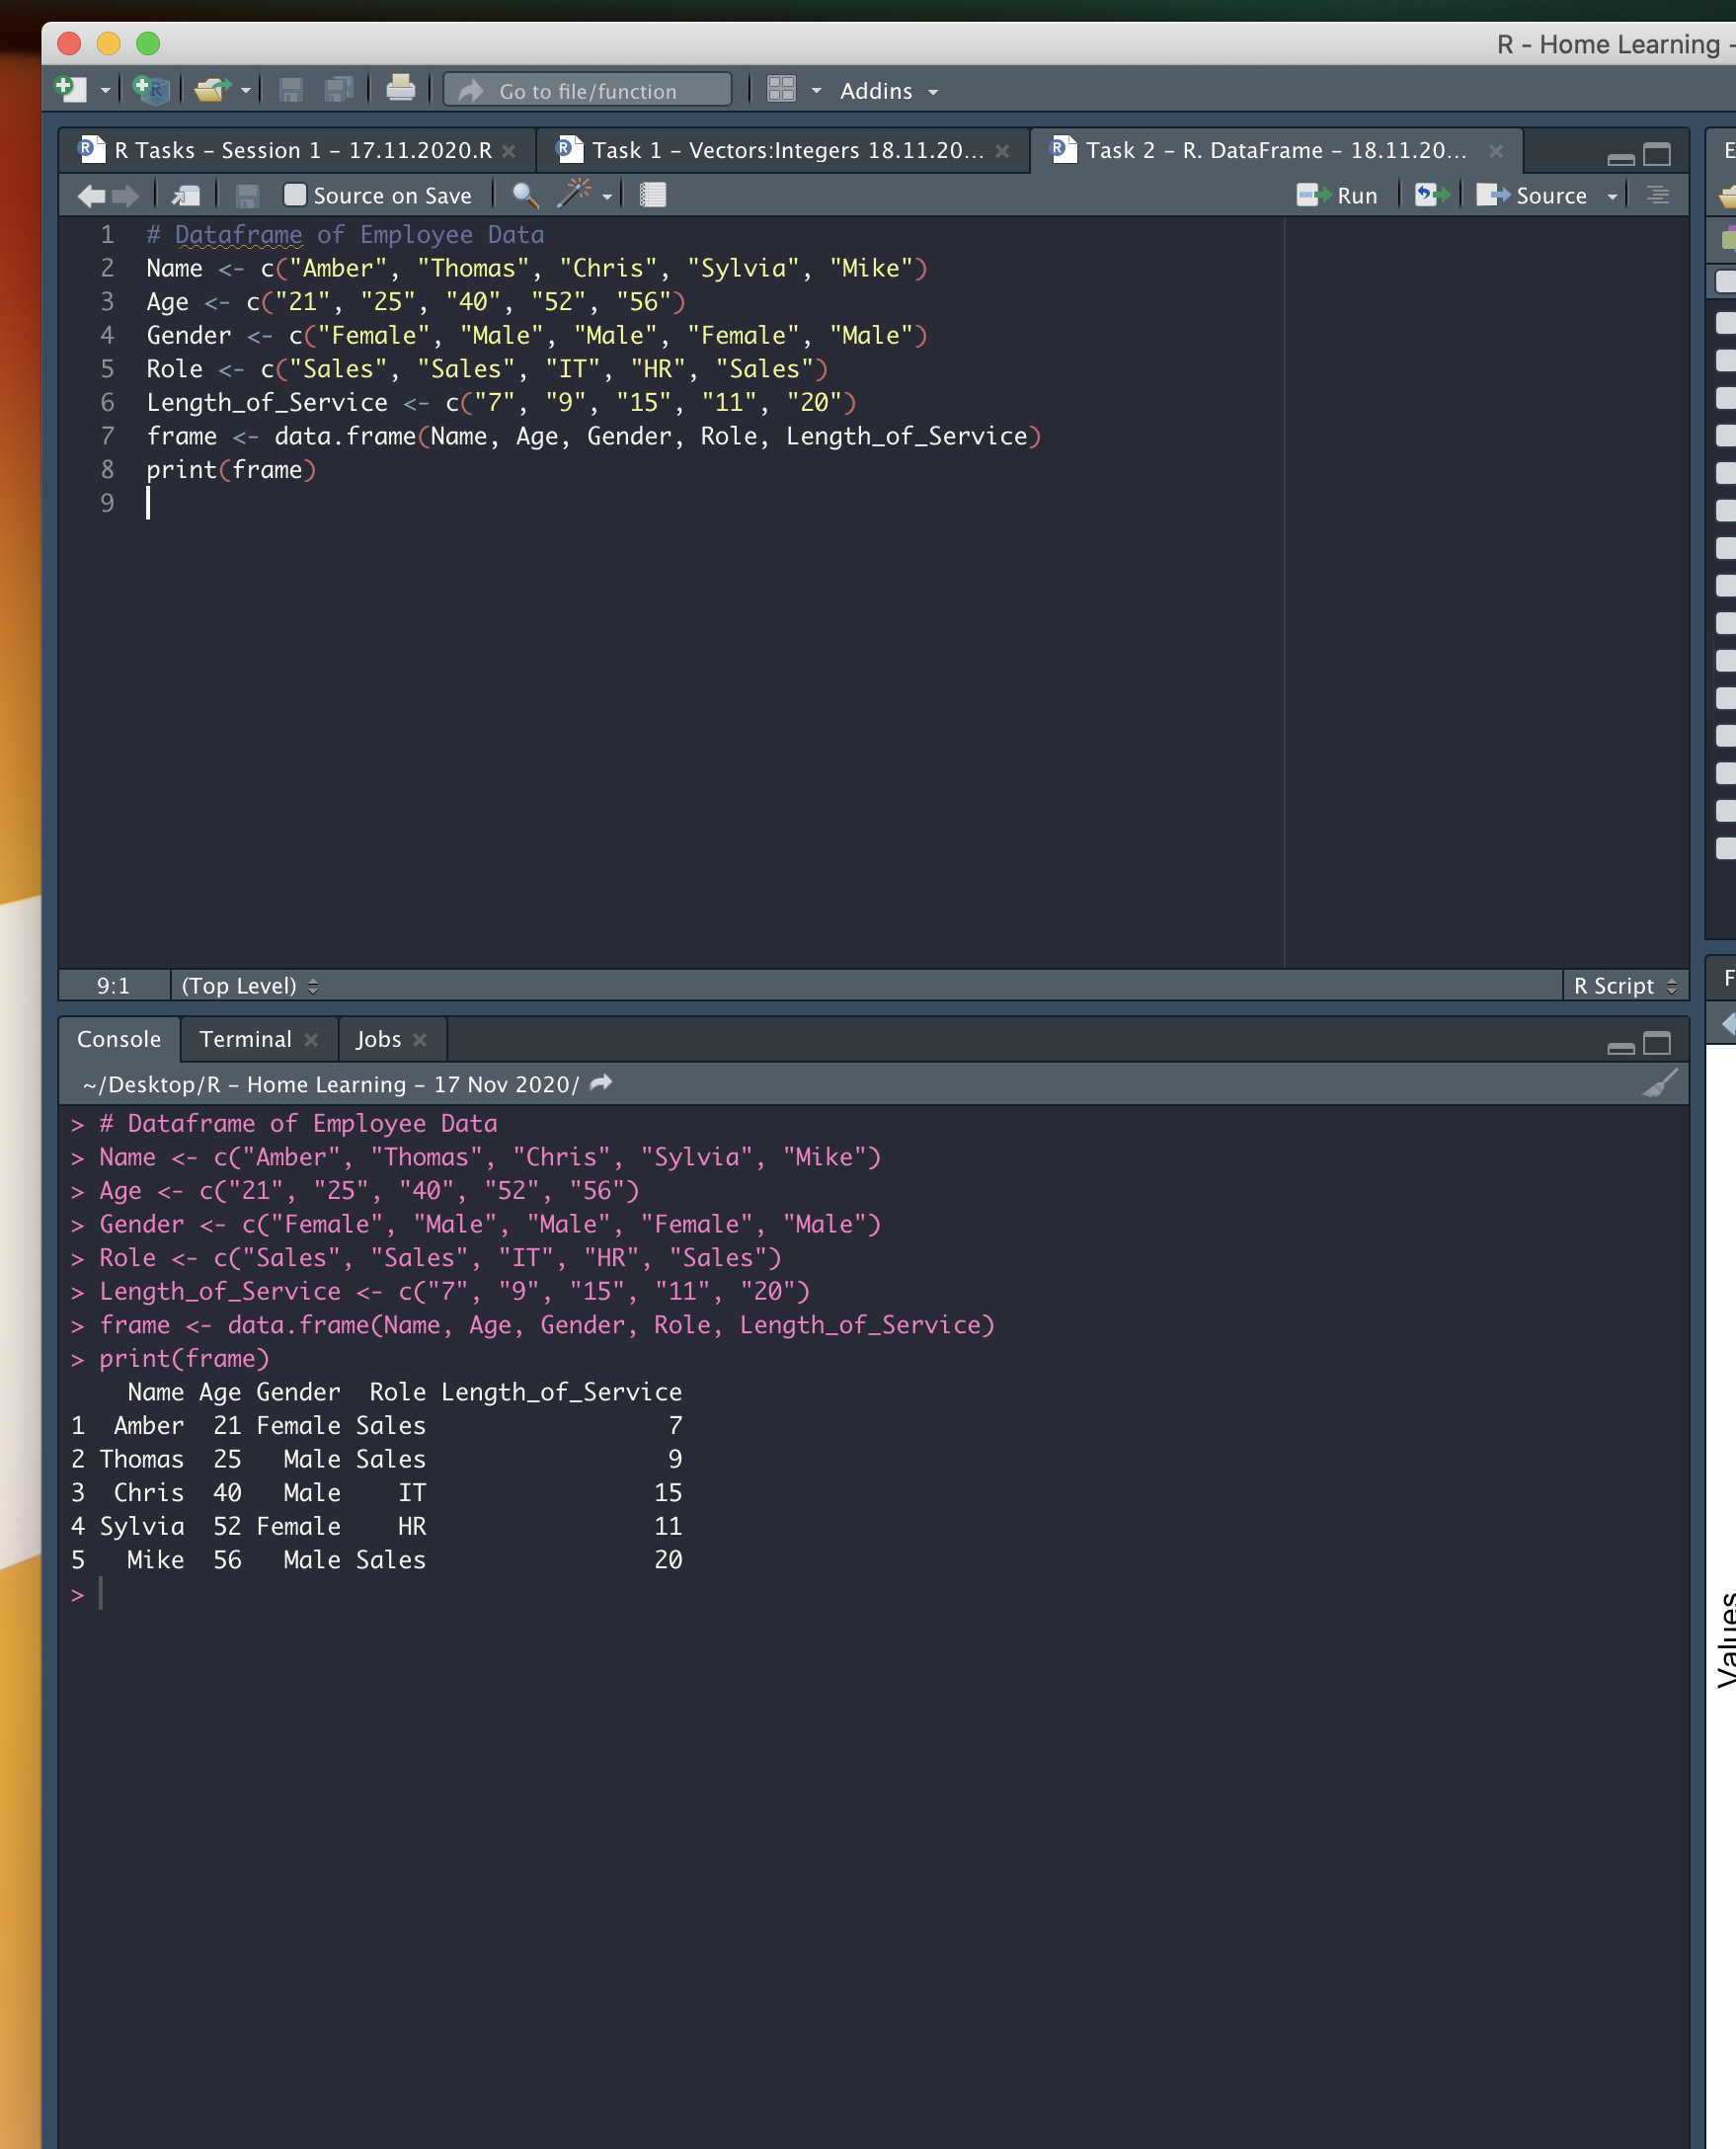 R - Home Learning -
Go to file/function
Addins
R Tasks – Session 1 – 17.11.2020.R
Task 1 – Vectors:Integers 18.11.20...
Task 2 – R. DataFrame – 18.11.20...
Source on Save
Run
Source
1 # Dataframe of Employee Data
2 Name <- c("Amber", "Thomas", "Chris", "Sylvia", "Mike")
3 Age <- c("21", "25", "40", "52", "56")
4 Gender <- c("Female", "Male", "Male", "Female", "Male")
5 Role <- c("Sales", "Sales", "IT", "HR", "Sales")
6 Length_of_Service <- c("7", "9", "15", "11", "20")
7 frame <- data.frame(Name, Age, Gender, Role, Length_of_Service)
8 print(frame)
9
9:1
(Top Level)
R Script
Console
Terminal
Jobs
~/Desktop/R – Home Learning – 17 Nov 2020/
> # Dataframe of Employee Data
> Name <- c("Amber", "Thomas", "Chris", "Sylvia", "Mike")
> Age <- c("21", "25", "40", "52", "56")
> Gender <- c("Female", "Male", "Male", "Female", "Male")
> Role <- c("Sales", "Sales", "IT", "HR", "Sales")
> Length_of_Service <- c("7", "9", "15", "11", "20")
> frame <- data.frame(Name, Age, Gender, Role, Length_of_Service)
> print(frame)
    Name Age Gender  Role Length_of_Service
1  Amber  21 Female Sales                 7
2 Thomas  25   Male Sales                 9
3  Chris  40   Male    IT                15
4 Sylvia  52 Female    HR                11
5   Mike  56   Male Sales                20
>
Values